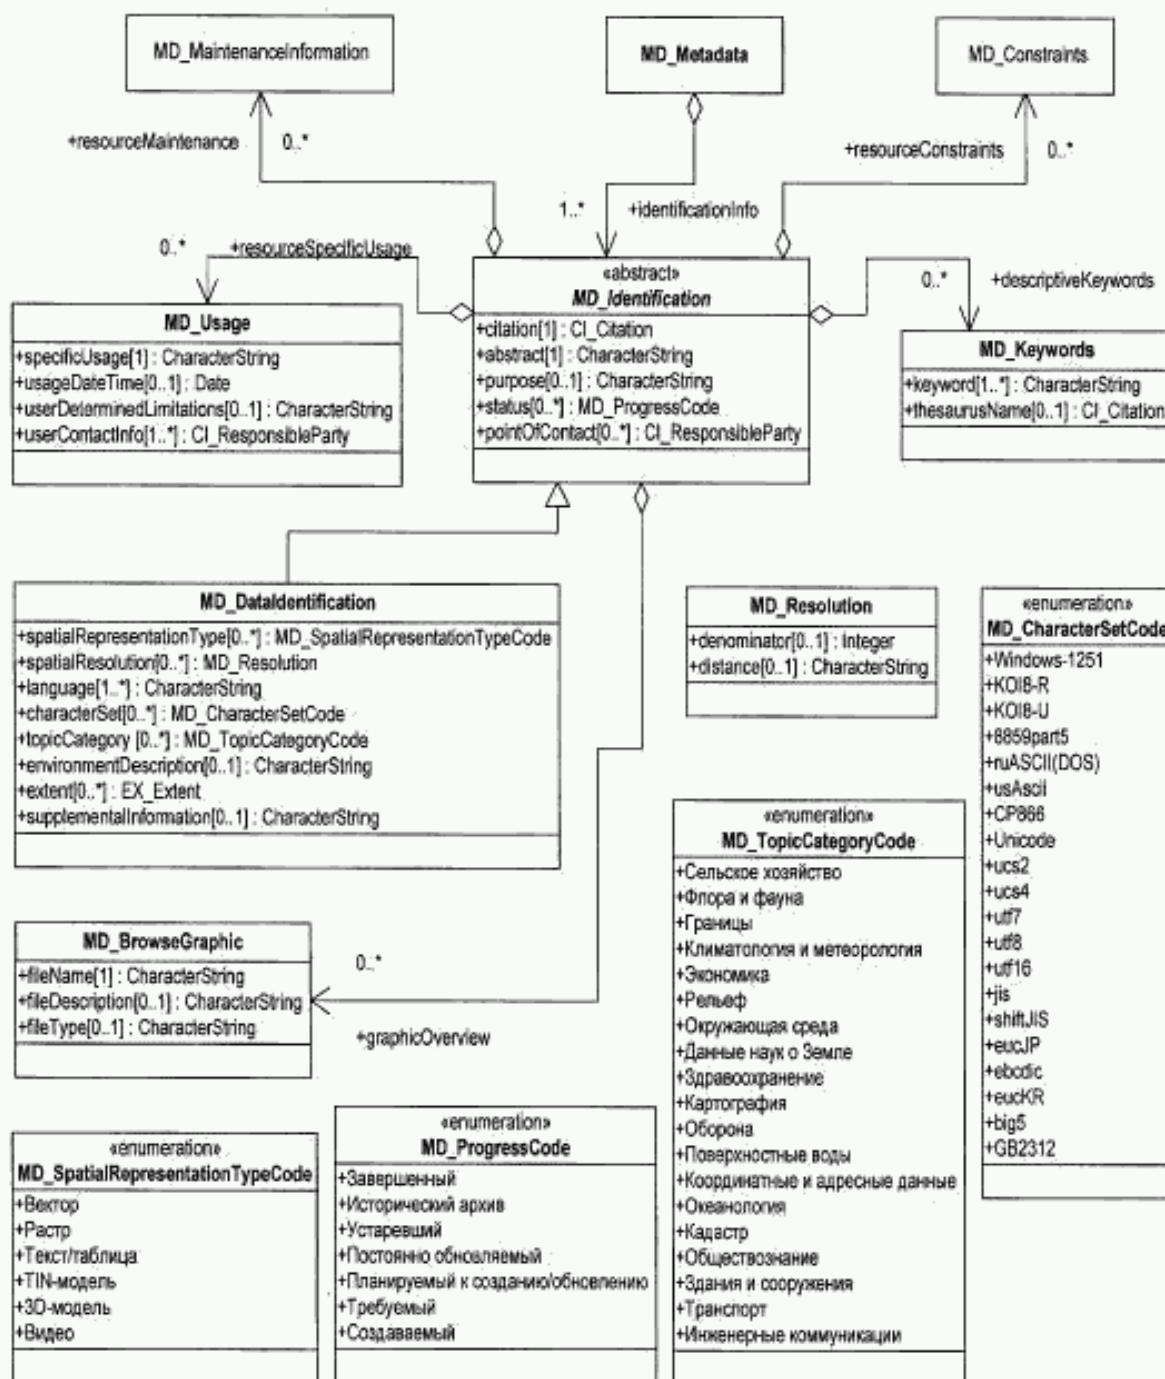 MD_MaintenanceInformation
MD_Metadata
MD_Constraints
+resourceMaintenance
0..*
+resourceConstraints
0..*
1..*
+identificationInfo
0..*
+resourceSpecificUsage
0..*
+descriptiveKeywords
«abstract»
MD_Identification
+citation[1] : CI_Citation
+abstract[1] : CharacterString
+purpose[0..1] : CharacterString
+status[0..*] : MD_ProgressCode
+pointOfContact[0..*] : CI_ResponsibleParty
MD_Usage
+specificUsage[1] : CharacterString
+usageDateTime[0..1] : Date
+userDeterminedLimitations[0..1] : CharacterString
+userContactInfo[1..*] : CI_ResponsibleParty
MD_Keywords
+keyword[1..*] : CharacterString
+thesaurusName[0..1] : CI_Citation
MD_DataIdentification
+spatialRepresentationType[0..*] : MD_SpatialRepresentationTypeCode
+spatialResolution[0..*] : MD_Resolution
+language[1..*] : CharacterString
+characterSet[0..*] : MD_CharacterSetCode
+topicCategory [0..*] : MD_TopicCategoryCode
+environmentDescription[0..1] : CharacterString
+extent[0..*] : EX_Extent
+supplementalInformation[0..1] : CharacterString
MD_Resolution
+denominator[0..1] : Integer
+distance[0..1] : CharacterString
«enumeration»
MD_CharacterSetCode
+Windows-1251
+KOI8-R
+KOI8-U
+8859part5
+ruASCII(DOS)
+usAscii
+CP866
+Unicode
+ucs2
+ucs4
+utf7
+utf8
+utf16
+jis
+shiftJIS
+eucJP
+ebcdic
+eucKR
+big5
+GB2312
«enumeration»
MD_TopicCategoryCode
+Сельское хозяйство
+Флора и фауна
+Границы
+Климатология и метеорология
+Экономика
+Рельеф
+Окружающая среда
+Данные наук о Земле
+Здравоохранение
+Картография
+Оборона
+Поверхностные воды
+Координатные и адресные данные
+Океанология
+Кадастр
+Обществознание
+Здания и сооружения
+Транспорт
+Инженерные коммуникации
MD_BrowseGraphic
+fileName[1] : CharacterString
+fileDescription[0..1] : CharacterString
+fileType[0..1] : CharacterString
0..*
+graphicOverview
«enumeration»
MD_SpatialRepresentationTypeCode
+Вектор
+Растр
+Текст/таблица
+TIN-модель
+3D-модель
+Видео
«enumeration»
MD_ProgressCode
+Завершенный
+Исторический архив
+Устаревший
+Постоянно обновляемый
+Планируемый к созданию/обновлению
+Требуемый
+Создаваемый